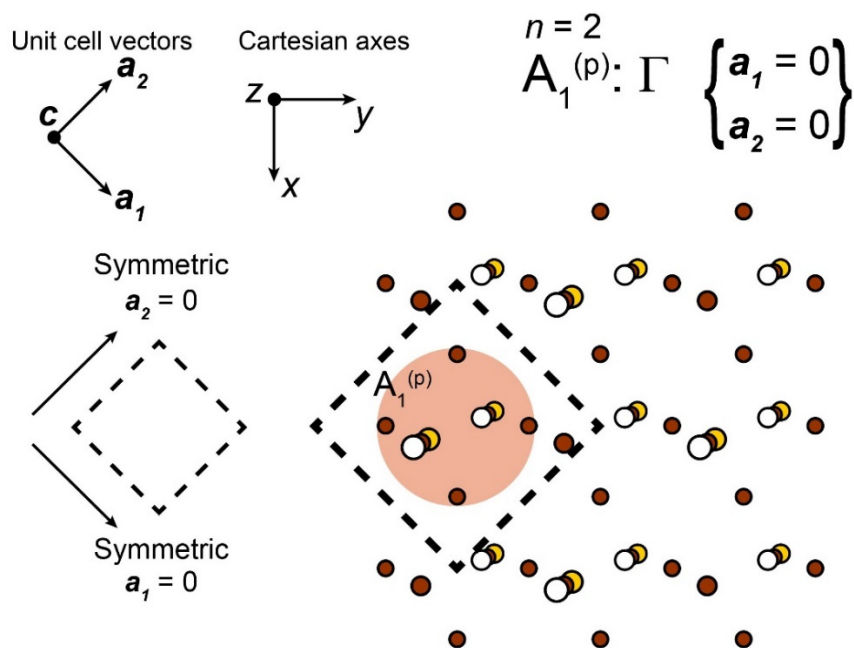 Unit cell vectors
a₂
c
a₁
Cartesian axes
z
y
x
n = 2
A₁⁽ᵖ⁾: Γ { a₁ = 0
a₂ = 0 }
Symmetric
a₂ = 0
Symmetric
a₁ = 0
A₁⁽ᵖ⁾